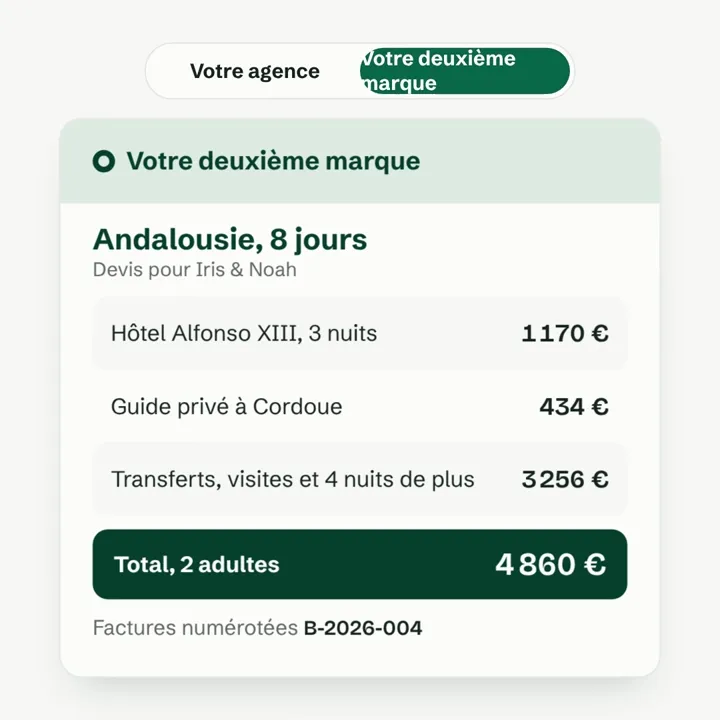 Votre agence
Votre deuxième
marque
Votre deuxième marque
Andalousie, 8 jours
Devis pour Iris & Noah
Hôtel Alfonso XIII, 3 nuits 1 170 €
Guide privé à Cordoue 434 €
Transferts, visites et 4 nuits de plus 3 256 €
Total, 2 adultes 4 860 €
Factures numérotées B-2026-004